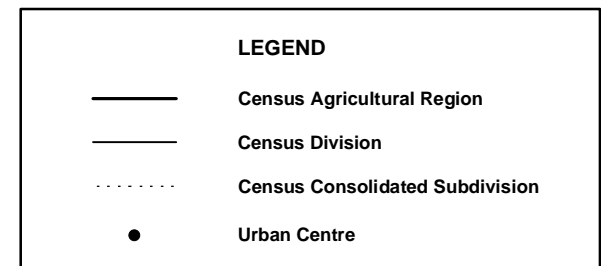 LEGEND
Census Agricultural Region
Census Division
Census Consolidated Subdivision
Urban Centre